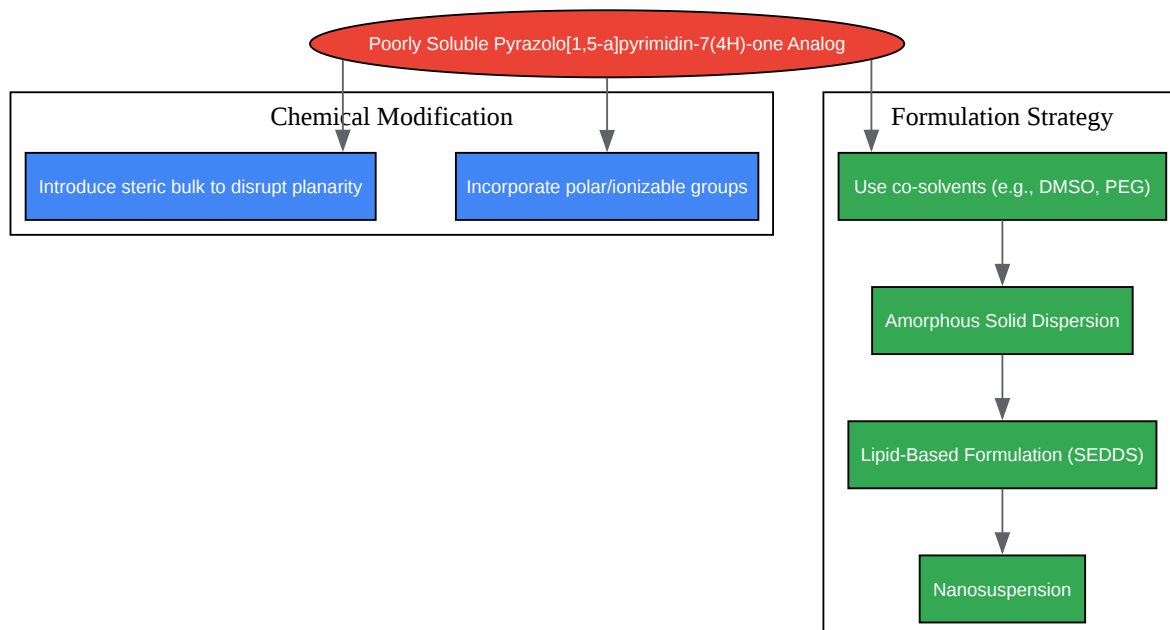 Poorly Soluble Pyrazolo[1,5-a]pyrimidin-7(4H)-one Analog
Chemical Modification
Formulation Strategy
Introduce steric bulk to disrupt planarity
Incorporate polar/ionizable groups
Use co-solvents (e.g., DMSO, PEG)
Amorphous Solid Dispersion
Lipid-Based Formulation (SEDDS)
Nanosuspension